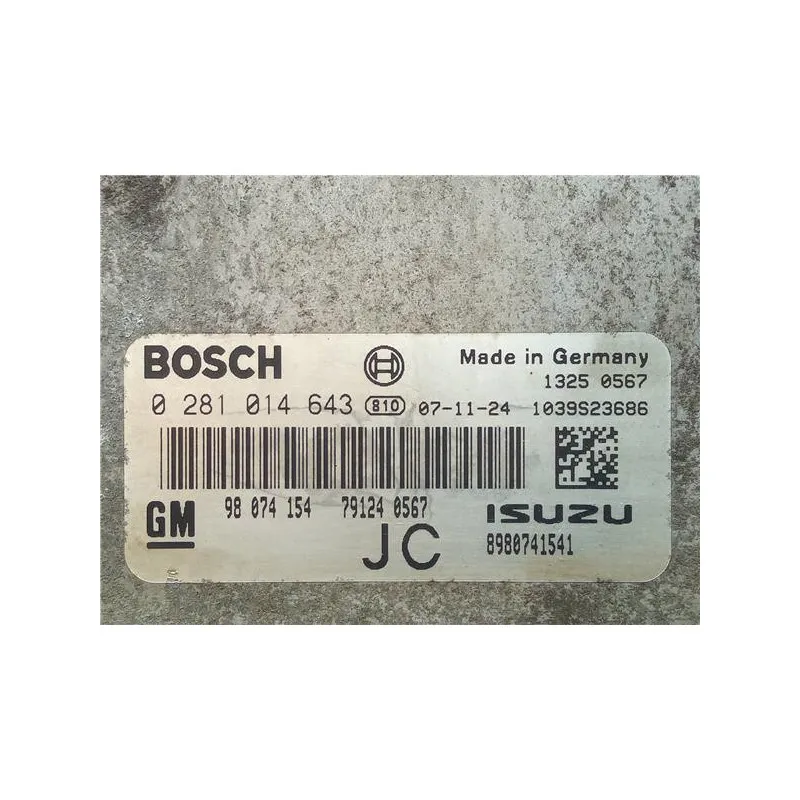 BOSCH Made in Germany
1325 0567
0 281 014 643 810 07-11-24 1039S23686
GM 98 074 154 79124 0567 ISUZU
JC 8980741541